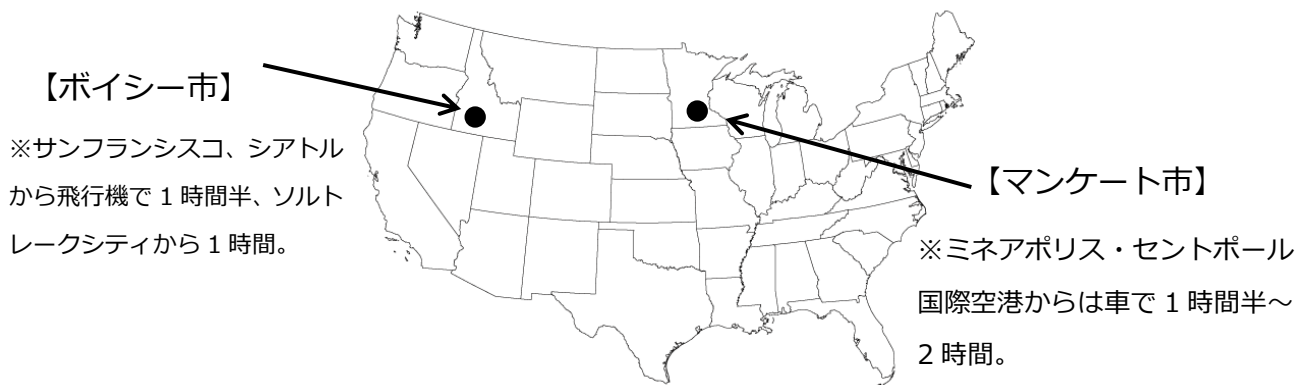 【ボイシー市】
※サンフランシスコ、シアトル
から飛行機で 1 時間半、ソルト
レークシティから 1 時間。
【マンケート市】
※ミネアポリス・セントポール
国際空港からは車で 1 時間半～
2 時間。